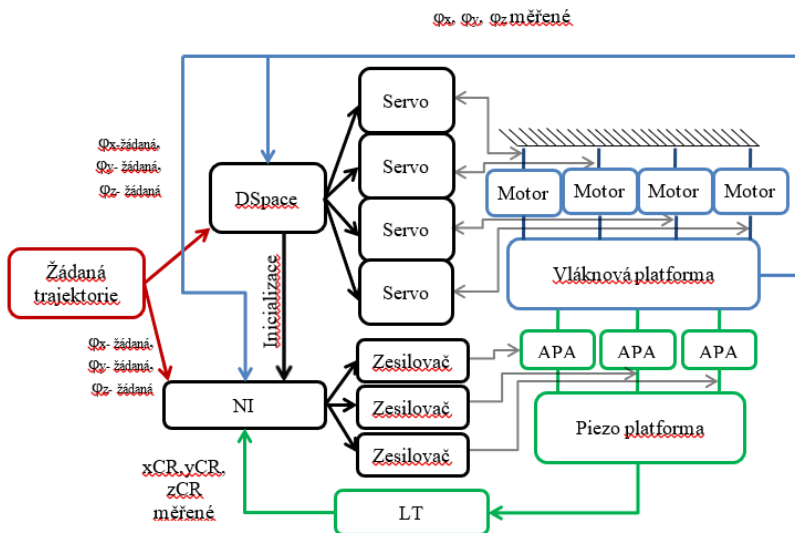 φx, φy, φz měřené
Servo
φx-žádaná,
φy- žádaná,
φz- žádaná
Servo
DSpace
Motor
Motor
Motor
Motor
Servo
Žádaná
trajektorie
Vláknová platforma
Servo
Inicializace
φx- žádaná,
φy- žádaná,
φz- žádaná
Zesilovač
APA
APA
APA
NI
Zesilovač
Piezo platforma
Zesilovač
xCR,yCR,
zCR
měřené
LT